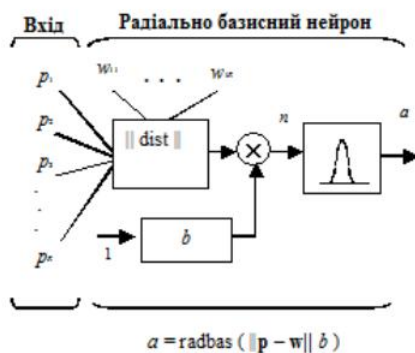 Вхід Радіально базисний нейрон
w₁₁ . . . w₁ᵣ
p₁
p₂
p₃
.
.
.
pᵣ
|| dist ||
n
a
1
b
a = radbas ( || p – w || b )